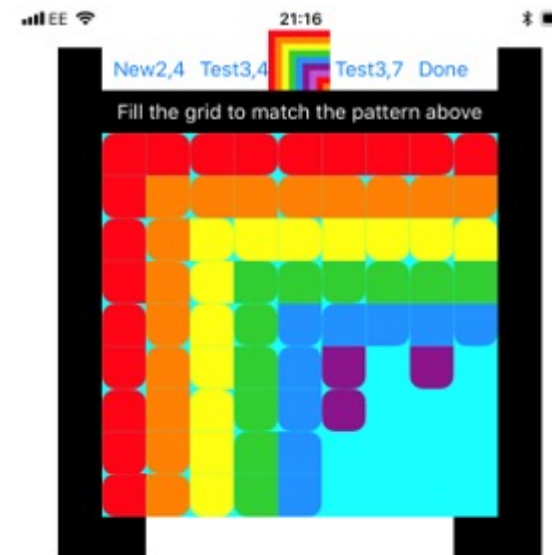 EE 21:16
New2,4 Test3,4 Test3,7 Done
Fill the grid to match the pattern above